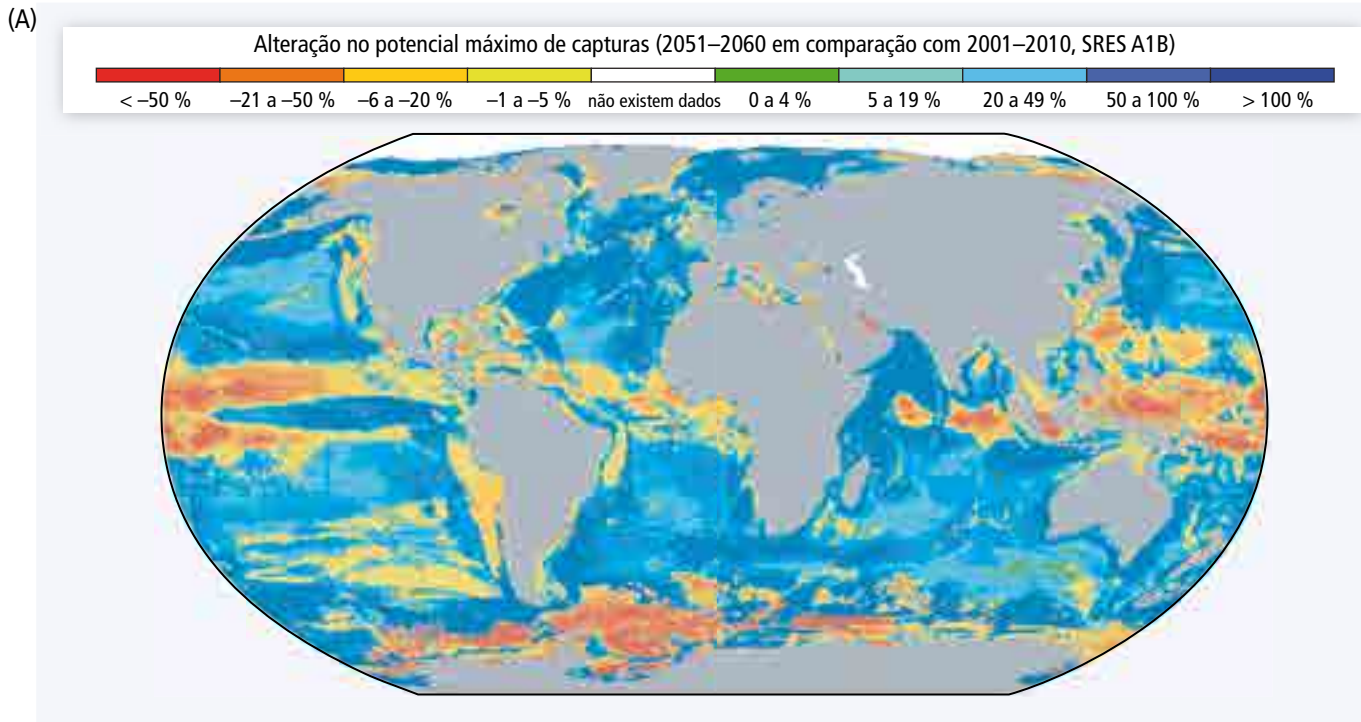 (A)
Alteração no potencial máximo de capturas (2051–2060 em comparação com 2001–2010, SRES A1B)
< –50 % –21 a –50 % –6 a –20 % –1 a –5 % não existem dados 0 a 4 % 5 a 19 % 20 a 49 % 50 a 100 % > 100 %